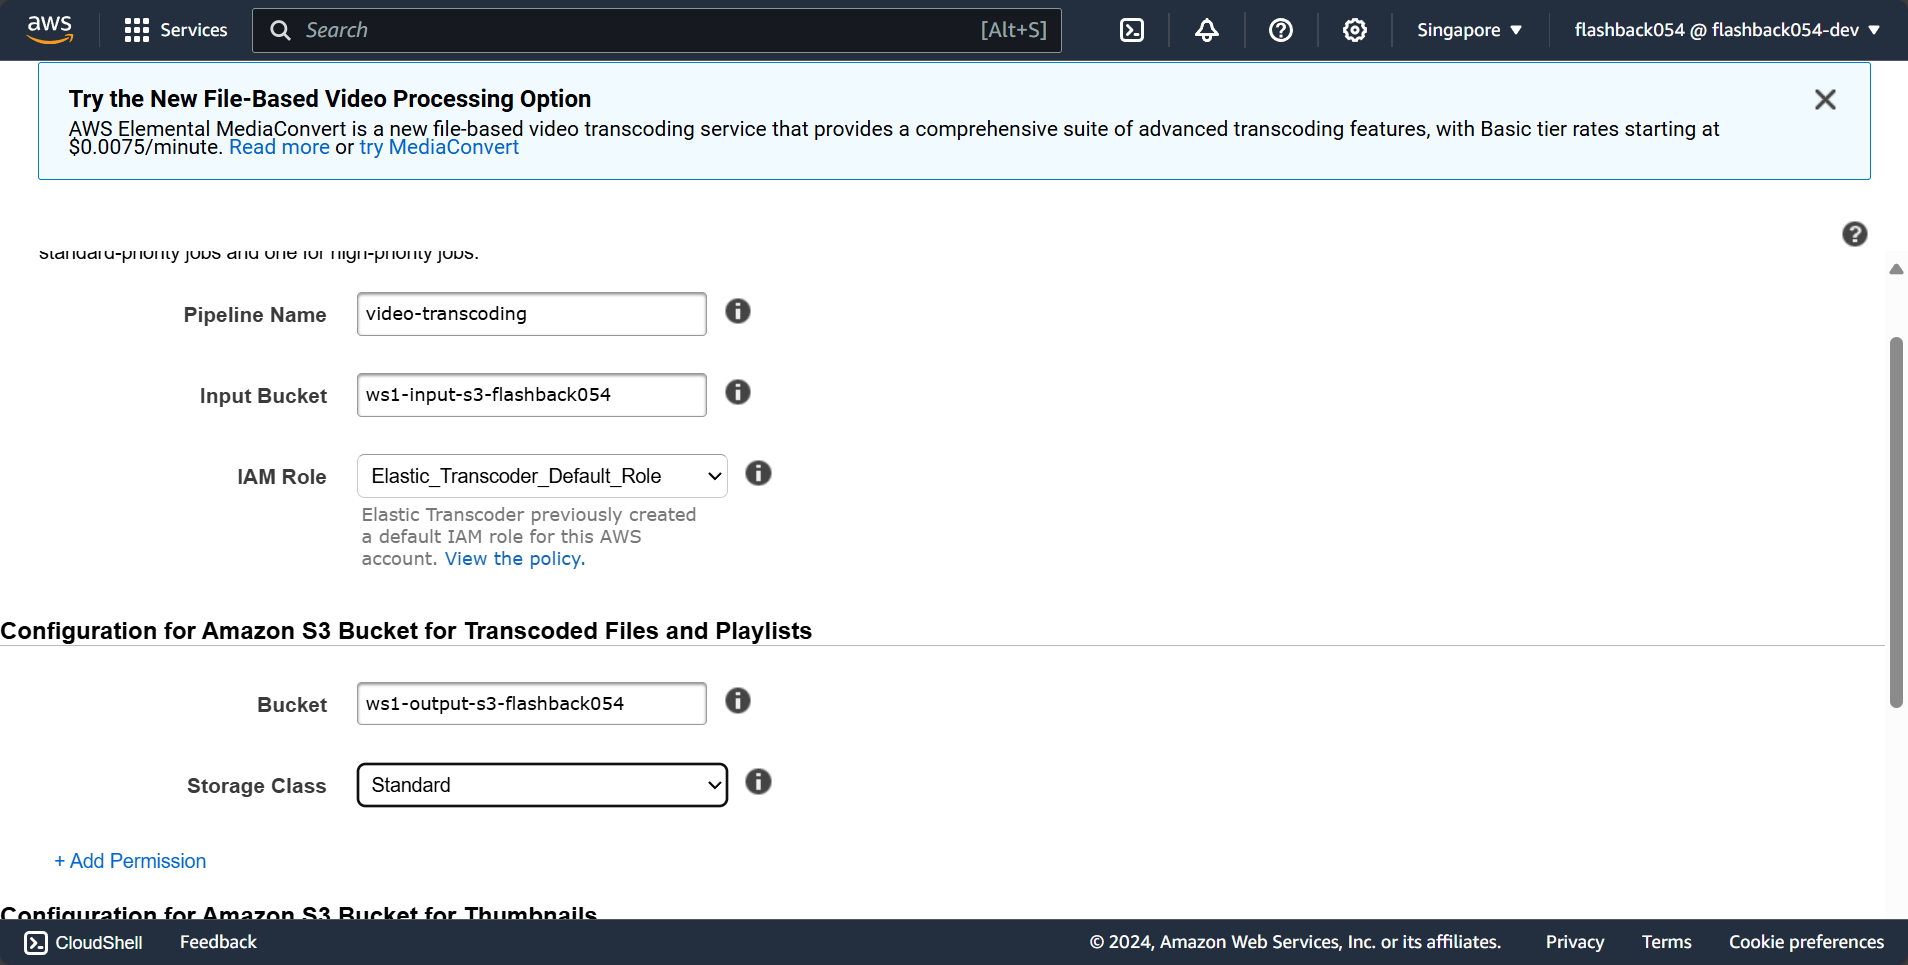 aws
Services
Search
[Alt+S]
Singapore
flashback054 @ flashback054-dev
Try the New File-Based Video Processing Option
AWS Elemental MediaConvert is a new file-based video transcoding service that provides a comprehensive suite of advanced transcoding features, with Basic tier rates starting at
$0.0075/minute. Read more or try MediaConvert
standard-priority jobs and one for high-priority jobs.
Pipeline Name
video-transcoding
Input Bucket
ws1-input-s3-flashback054
IAM Role
Elastic_Transcoder_Default_Role
Elastic Transcoder previously created
a default IAM role for this AWS
account. View the policy.
Configuration for Amazon S3 Bucket for Transcoded Files and Playlists
Bucket
ws1-output-s3-flashback054
Storage Class
Standard
+ Add Permission
Configuration for Amazon S3 Bucket for Thumbnails
CloudShell
Feedback
© 2024, Amazon Web Services, Inc. or its affiliates.
Privacy
Terms
Cookie preferences